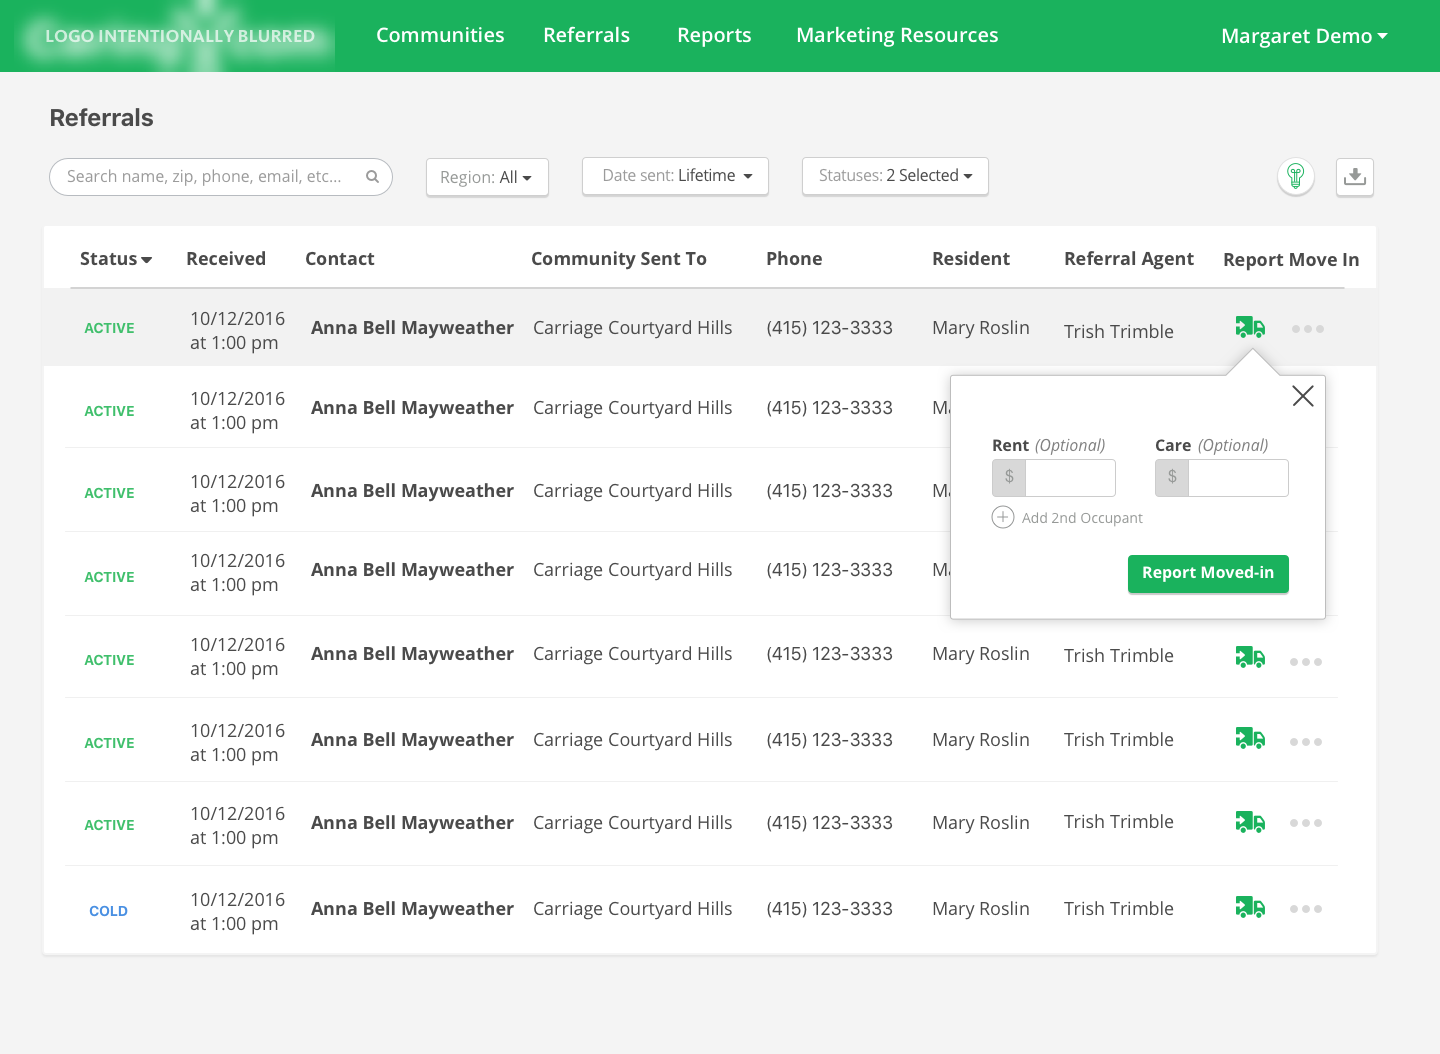 LOGO INTENTIONALLY BLURRED
Communities
Referrals
Reports
Marketing Resources
Margaret Demo
Referrals
Search name, zip, phone, email, etc...
Region: All
Date sent: Lifetime
Statuses: 2 Selected
Status Received Contact Community Sent To Phone Resident Referral Agent Report Move In
ACTIVE 10/12/2016 Anna Bell Mayweather Carriage Courtyard Hills (415) 123-3333 Mary Roslin Trish Trimble
at 1:00 pm
ACTIVE 10/12/2016 Anna Bell Mayweather Carriage Courtyard Hills (415) 123-3333 Ma
at 1:00 pm
ACTIVE 10/12/2016 Anna Bell Mayweather Carriage Courtyard Hills (415) 123-3333 Ma
at 1:00 pm
ACTIVE 10/12/2016 Anna Bell Mayweather Carriage Courtyard Hills (415) 123-3333 Ma
at 1:00 pm
Rent (Optional) Care (Optional)
$ $
Add 2nd Occupant
Report Moved-in
ACTIVE 10/12/2016 Anna Bell Mayweather Carriage Courtyard Hills (415) 123-3333 Mary Roslin Trish Trimble
at 1:00 pm
ACTIVE 10/12/2016 Anna Bell Mayweather Carriage Courtyard Hills (415) 123-3333 Mary Roslin Trish Trimble
at 1:00 pm
ACTIVE 10/12/2016 Anna Bell Mayweather Carriage Courtyard Hills (415) 123-3333 Mary Roslin Trish Trimble
at 1:00 pm
COLD 10/12/2016 Anna Bell Mayweather Carriage Courtyard Hills (415) 123-3333 Mary Roslin Trish Trimble
at 1:00 pm